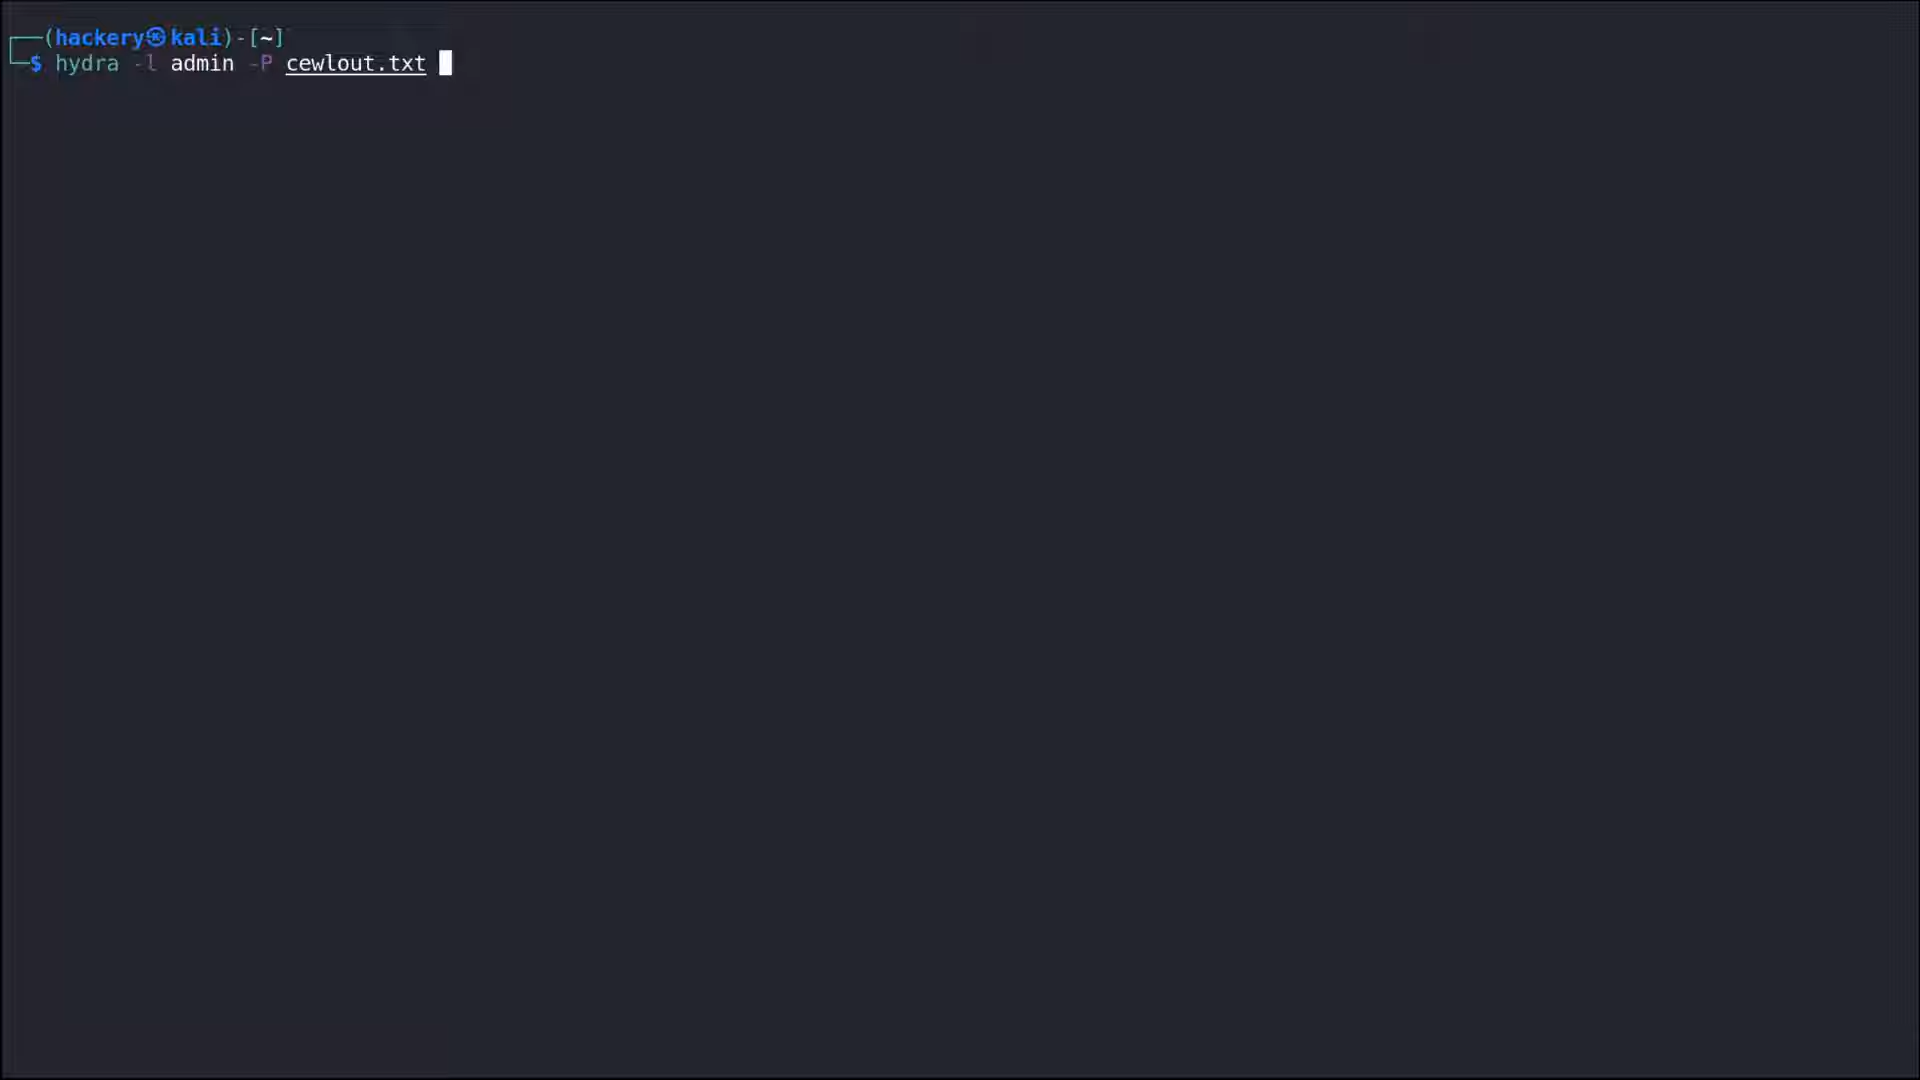 ┌──(hackery㉿kali)-[~]
└─$ hydra -l admin -P cewlout.txt